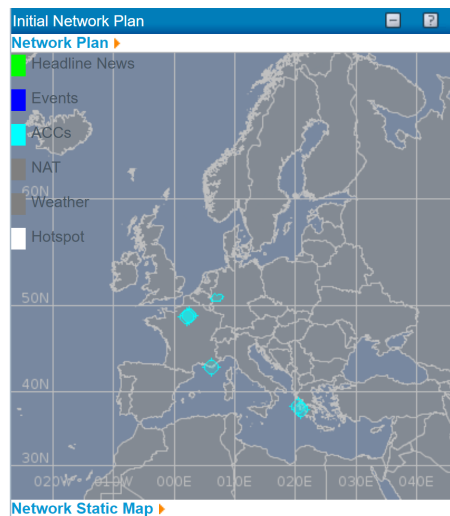 Initial Network Plan
Network Plan
Headline News
Events
ACCs
NAT
60N
Weather
Hotspot
50N
40N
30N
020W 010W 000E 010E 020E 030E 040E
Network Static Map